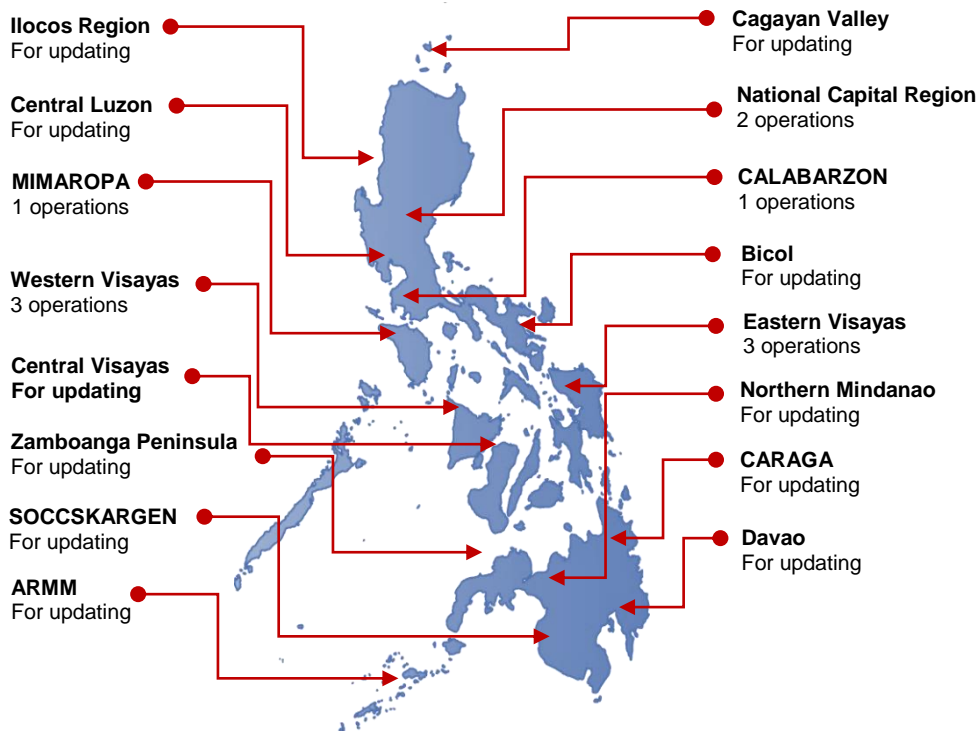 Ilocos Region
For updating
Central Luzon
For updating
MIMAROPA
1 operations
Western Visayas
3 operations
Central Visayas
For updating
Zamboanga Peninsula
For updating
SOCCSKARGEN
For updating
ARMM
For updating
Cagayan Valley
For updating
National Capital Region
2 operations
CALABARZON
1 operations
Bicol
For updating
Eastern Visayas
3 operations
Northern Mindanao
For updating
CARAGA
For updating
Davao
For updating